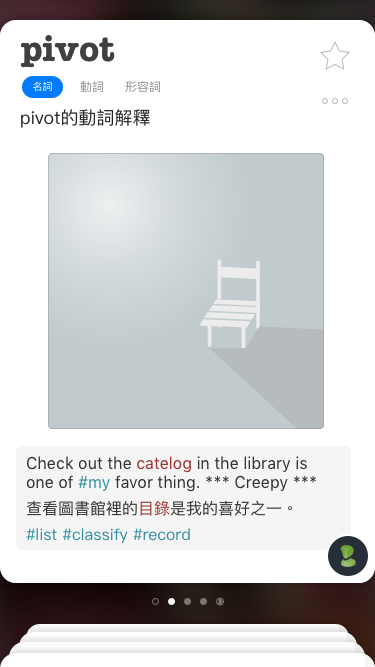 pivot
名詞 動詞 形容詞
pivot的動詞解釋
Check out the catelog in the library is
one of #my favor thing. *** Creepy ***
查看圖書館裡的目錄是我的喜好之一。
#list #classify #record